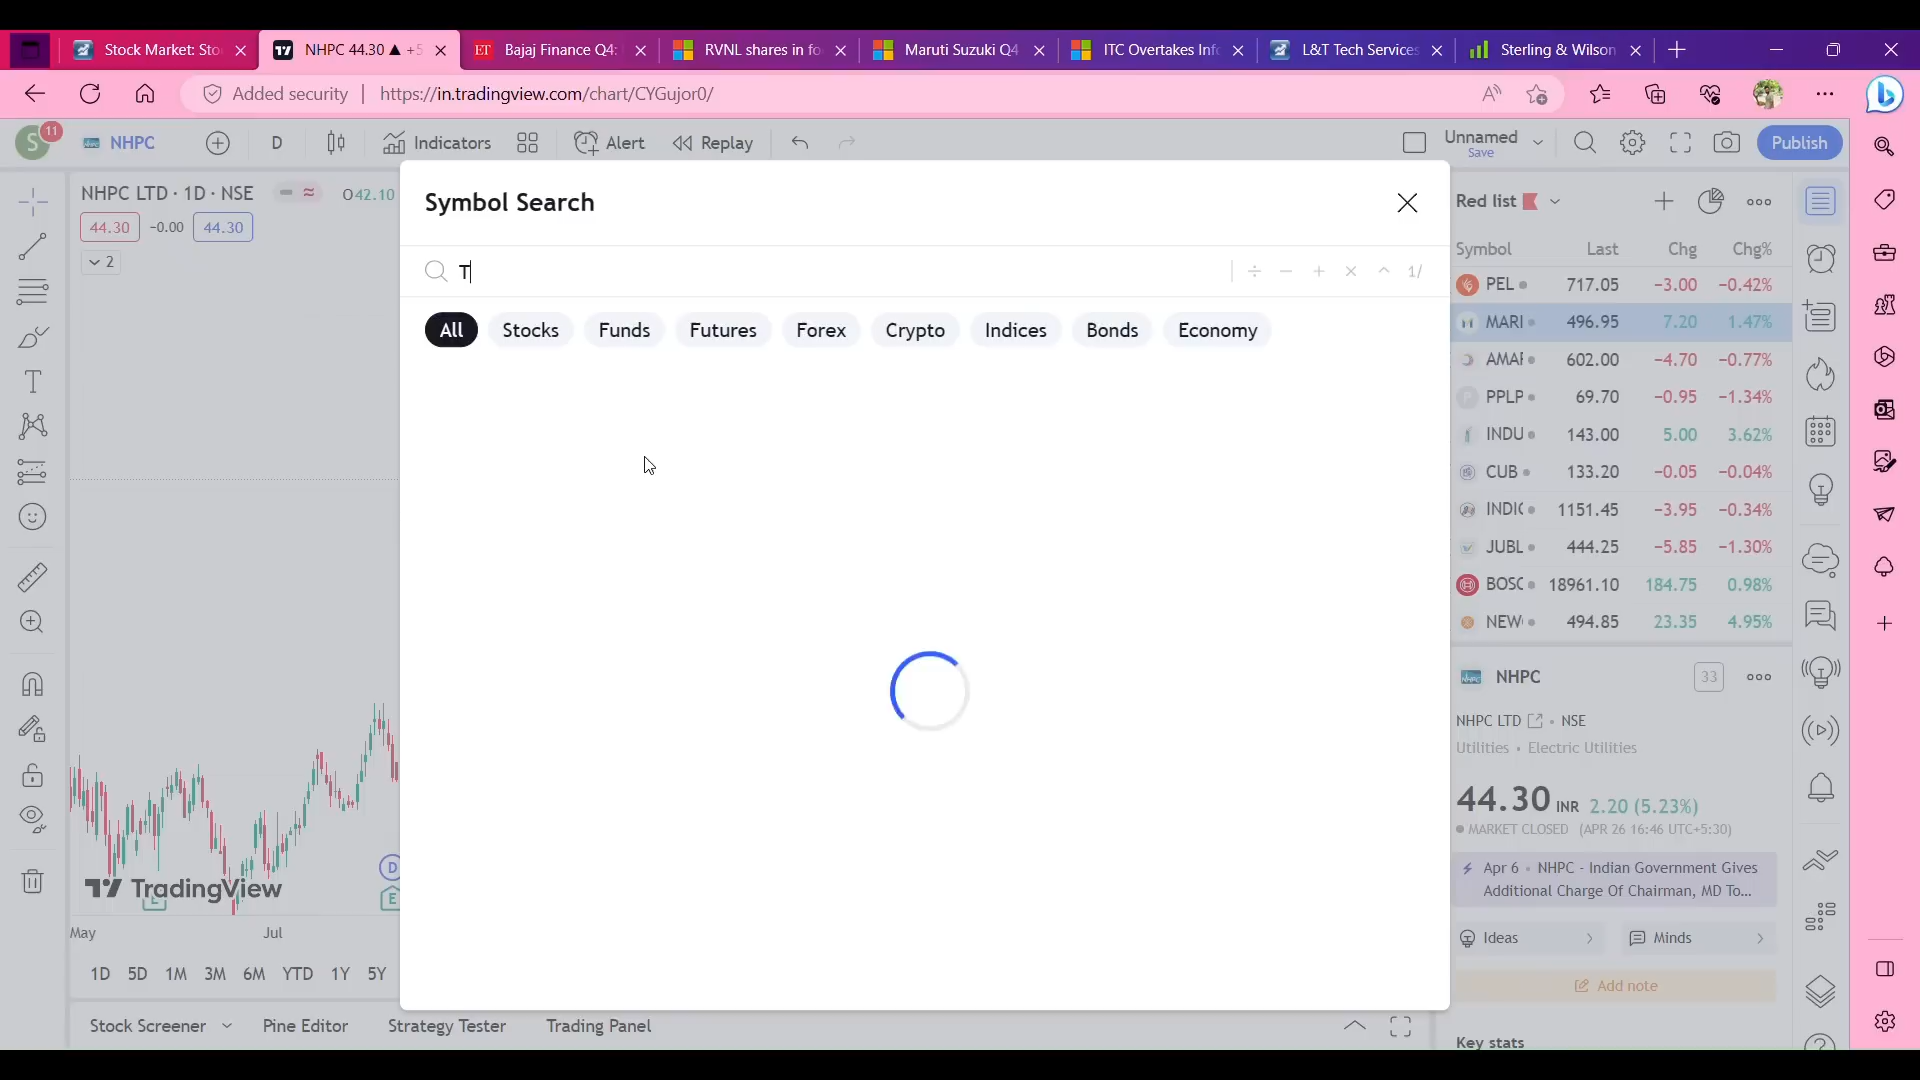 Stock Market: Sto
NHPC 44.30 ▲ +5
ET Bajaj Finance Q4:
RVNL shares in fo
Maruti Suzuki Q4
ITC Overtakes Info
L&T Tech Services
Sterling & Wilson
Added security
https://in.tradingview.com/chart/CYGujor0/
S 11
NHPC
D
Indicators
Alert
Replay
Unnamed
Save
Publish
NHPC LTD · 1D · NSE
O42.10
44.30 −0.00 44.30
2
Symbol Search
T
÷ − + × ^ 1/
All Stocks Funds Futures Forex Crypto Indices Bonds Economy
Red list
Symbol Last Chg Chg%
PEL 717.05 −3.00 −0.42%
MARI 496.95 7.20 1.47%
AMAR 602.00 −4.70 −0.77%
PPLP 69.70 −0.95 −1.34%
INDU 143.00 5.00 3.62%
CUB 133.20 −0.05 −0.04%
INDIG 1151.45 −3.95 −0.34%
JUBL 444.25 −5.85 −1.30%
BOSC 18961.10 184.75 0.98%
NEW 494.85 23.35 4.95%
NHPC
33
NHPC LTD · NSE
Utilities • Electric Utilities
44.30 INR 2.20 (5.23%)
MARKET CLOSED (APR 26 16:46 UTC+5:30)
Apr 6 • NHPC - Indian Government Gives
Additional Charge Of Chairman, MD To...
Ideas
Minds
Add note
Key stats
D
E
E
TradingView
May Jul
1D 5D 1M 3M 6M YTD 1Y 5Y
Stock Screener
Pine Editor
Strategy Tester
Trading Panel